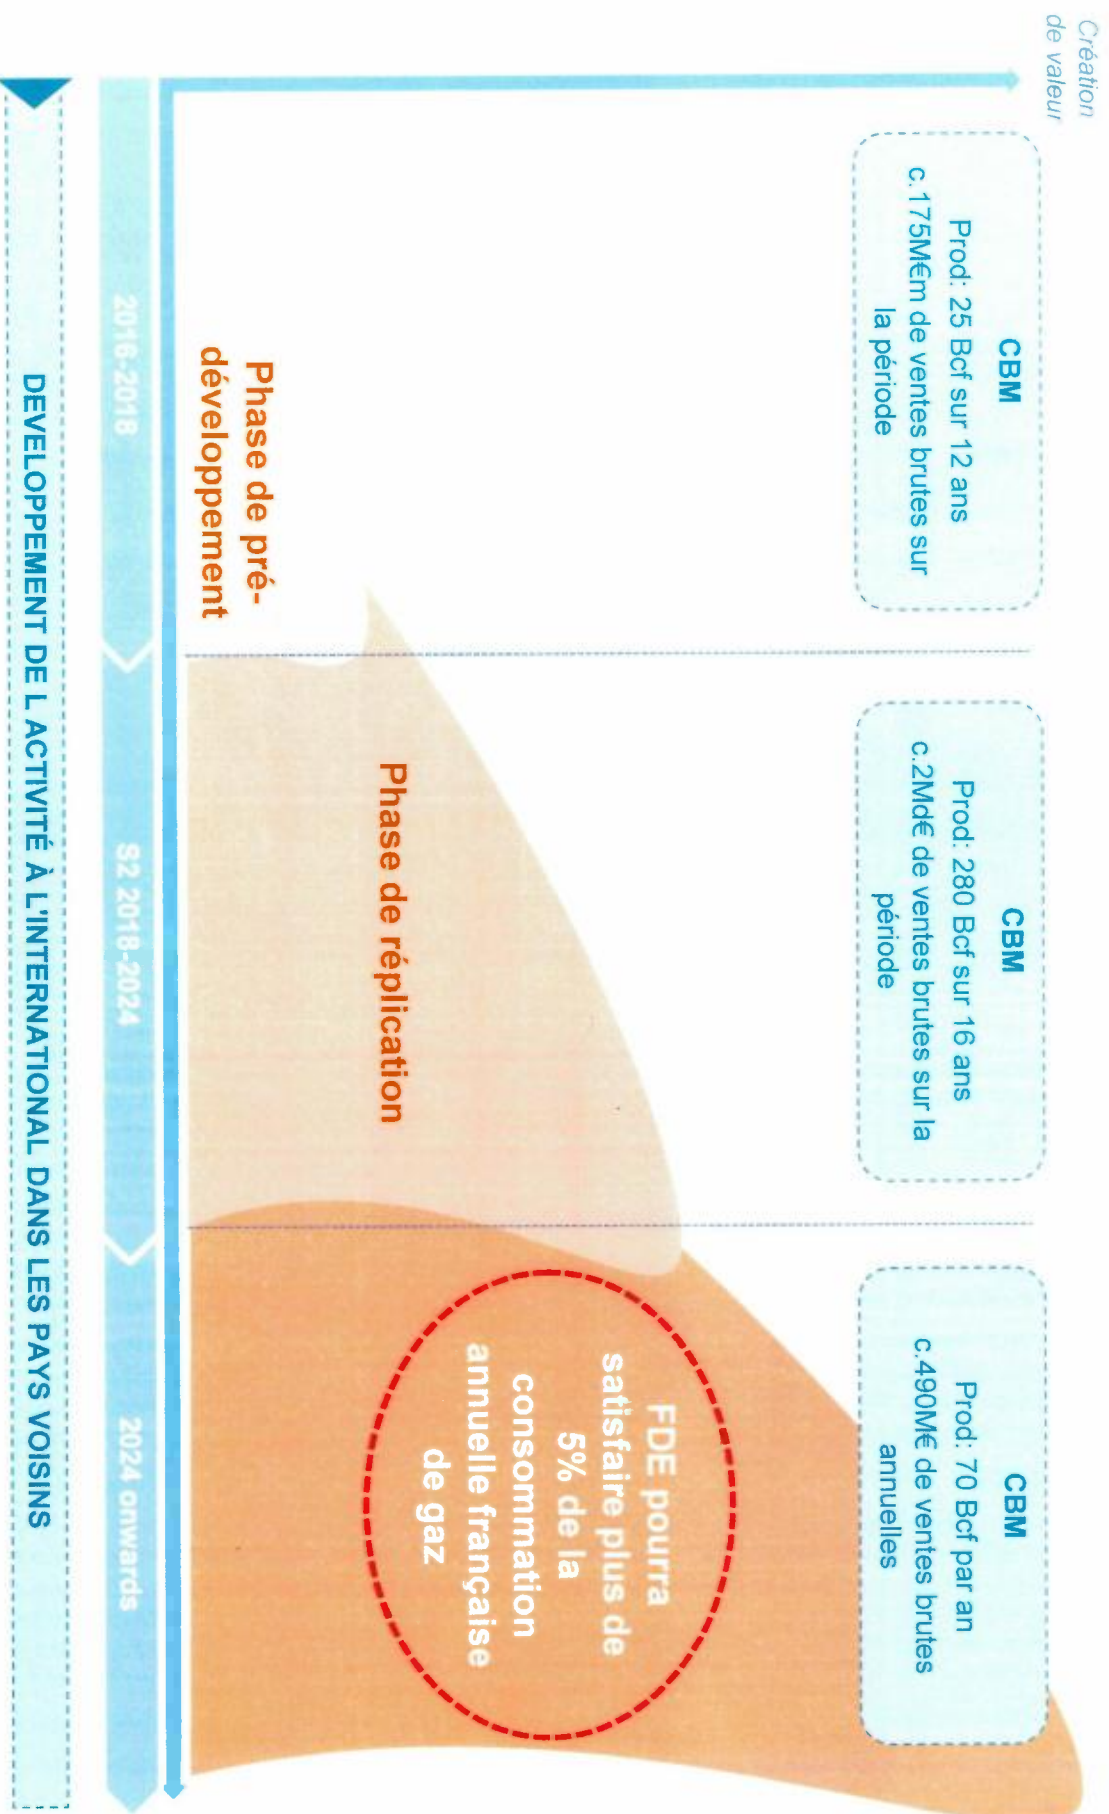 Création
de valeur
CBM
Prod: 25 Bcf sur 12 ans
c.175M€m de ventes brutes sur
la période
CBM
Prod: 280 Bcf sur 16 ans
c.2Md€ de ventes brutes sur la
période
CBM
Prod: 70 Bcf par an
c.490M€ de ventes brutes
annuelles
Phase de pré-
développement
Phase de réplication
FDE pourra
satisfaire plus de
5% de la
consommation
annuelle française
de gaz
2016-2018
S2 2018-2024
2024 onwards
DEVELOPPEMENT DE L ACTIVITÉ À L'INTERNATIONAL DANS LES PAYS VOISINS